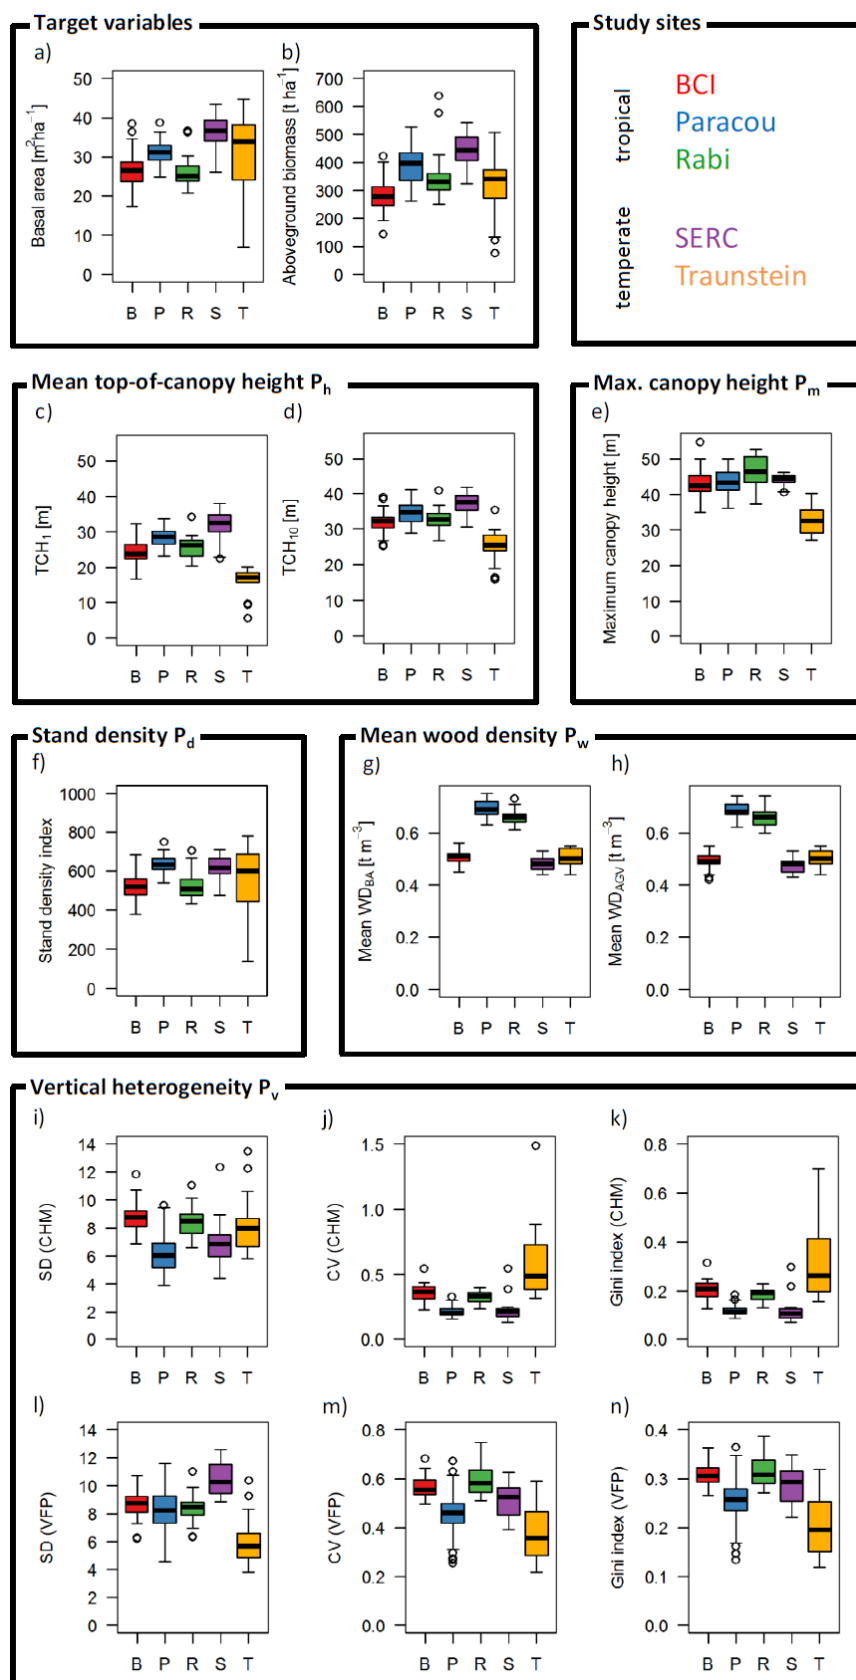 Target variables
a)
Basal area [m²ha⁻¹]
50
40
30
20
10
0
B P R S T
b)
Aboveground biomass [t ha⁻¹]
700
600
500
400
300
200
100
0
B P R S T
Study sites
tropical
BCI
Paracou
Rabi
temperate
SERC
Traunstein
Mean top-of-canopy height Pₕ
c)
TCH₁ [m]
50
40
30
20
10
0
B P R S T
d)
TCH₁₀ [m]
50
40
30
20
10
0
B P R S T
Max. canopy height Pₘ
e)
Maximum canopy height [m]
50
40
30
20
10
0
B P R S T
Stand density P_d
f)
Stand density index
1000
800
600
400
200
0
B P R S T
Mean wood density P_w
g)
Mean WD_BA [t m⁻³]
0.6
0.4
0.2
0.0
B P R S T
h)
Mean WD_AGV [t m⁻³]
0.6
0.4
0.2
0.0
B P R S T
Vertical heterogeneity Pᵥ
i)
SD (CHM)
14
12
10
8
6
4
2
0
B P R S T
j)
CV (CHM)
1.5
1.0
0.5
0.0
B P R S T
k)
Gini index (CHM)
0.8
0.6
0.4
0.2
0.0
B P R S T
l)
SD (VFP)
14
12
10
8
6
4
2
0
B P R S T
m)
CV (VFP)
0.8
0.6
0.4
0.2
0.0
B P R S T
n)
Gini index (VFP)
0.4
0.3
0.2
0.1
0.0
B P R S T